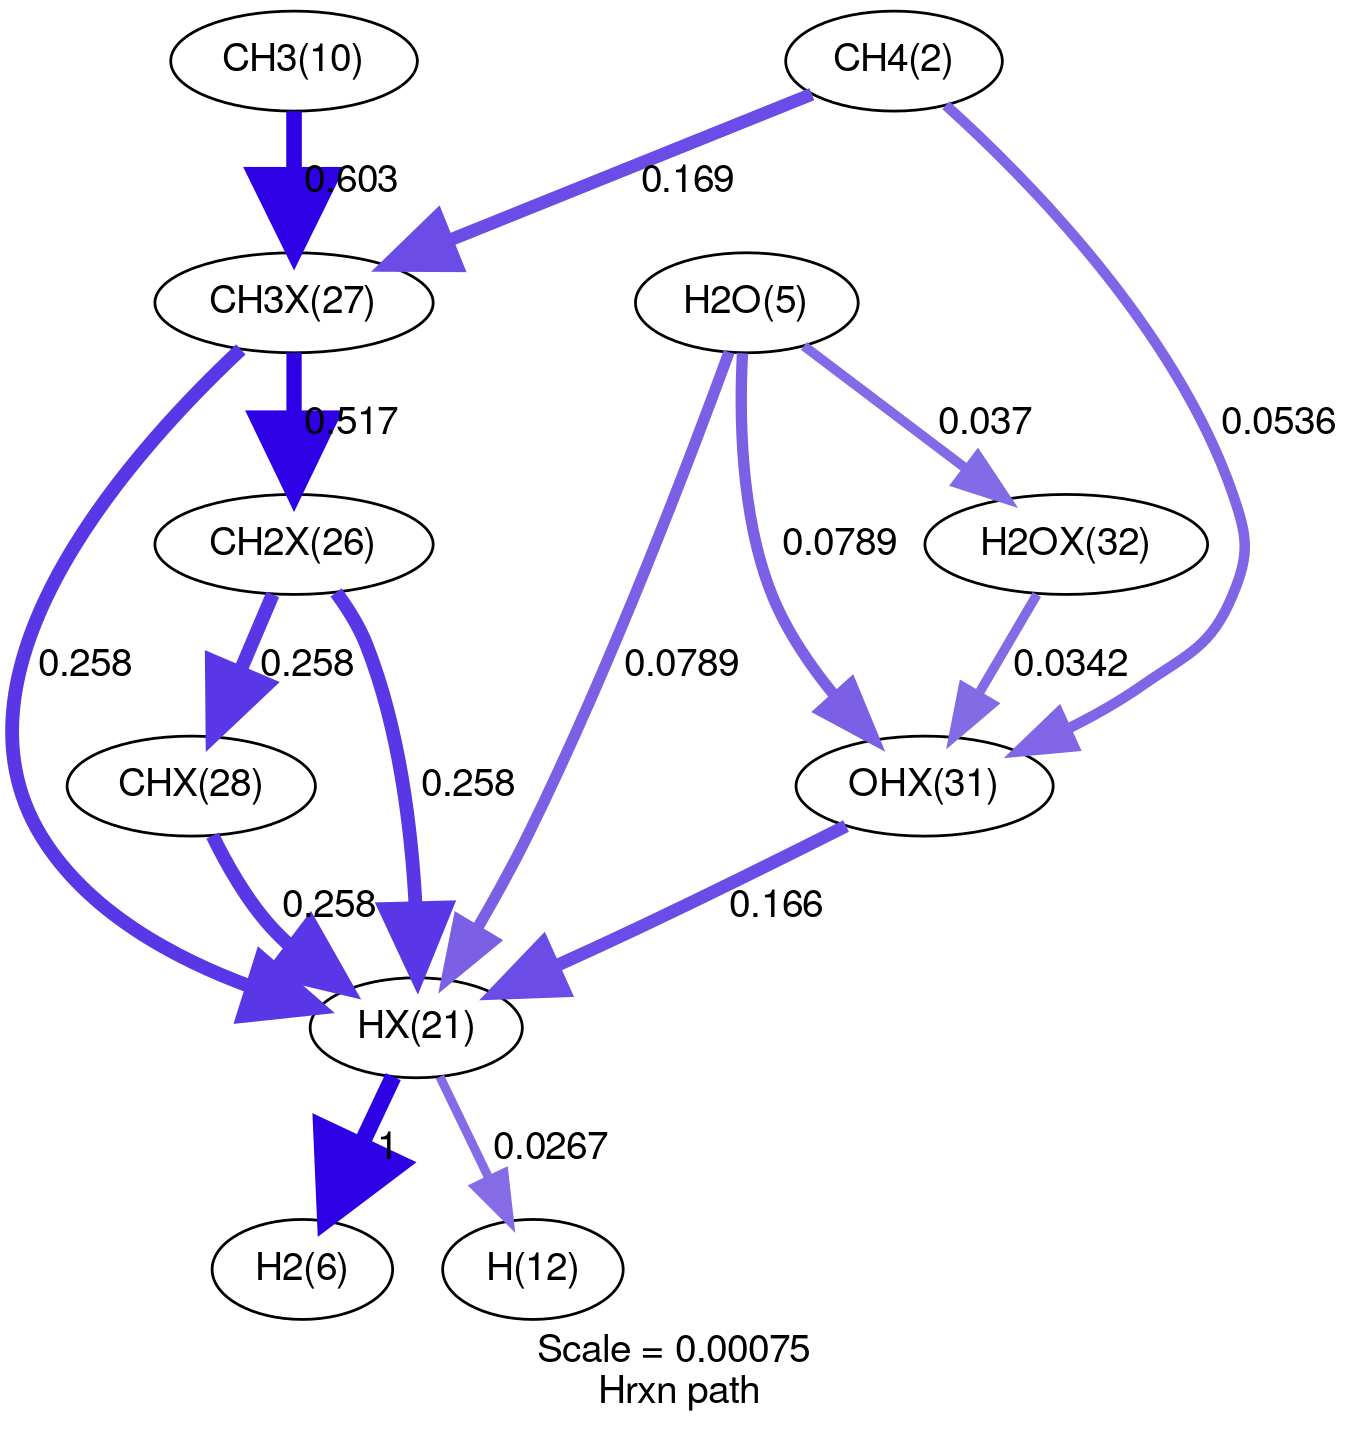 CH3(10)
CH4(2)
0.603
0.169
CH3X(27)
H2O(5)
0.517
0.037
0.0536
CH2X(26)
0.0789
H2OX(32)
0.258
0.258
0.0789
0.0342
CHX(28)
0.258
OHX(31)
0.258
0.166
HX(21)
1
0.0267
H2(6)
H(12)
Scale = 0.00075
Hrxn path